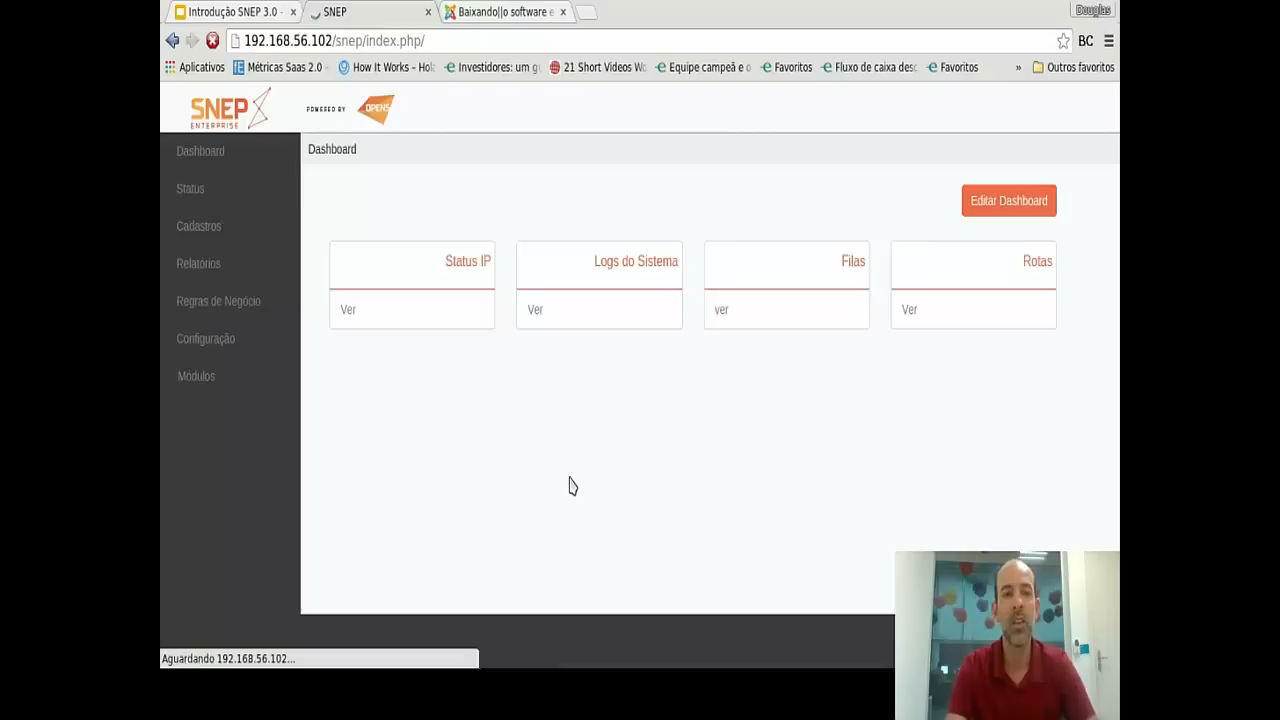 Introdução SNEP 3.0 -
SNEP
Baixando||o software e
Douglas
192.168.56.102/snep/index.php/
BC
Aplicativos
Métricas Saas 2.0 -
How It Works – Hol
Investidores: um g
21 Short Videos Wo
Equipe campeã e o
Favoritos
Fluxo de caixa desc
Favoritos
»
Outros favoritos
SNEP
ENTERPRISE
POWERED BY
OPENS
Dashboard
Status
Cadastros
Relatórios
Regras de Negócio
Configuração
Módulos
Dashboard
Editar Dashboard
Status IP
Logs do Sistema
Filas
Rotas
Ver
Ver
ver
Ver
Aguardando 192.168.56.102...